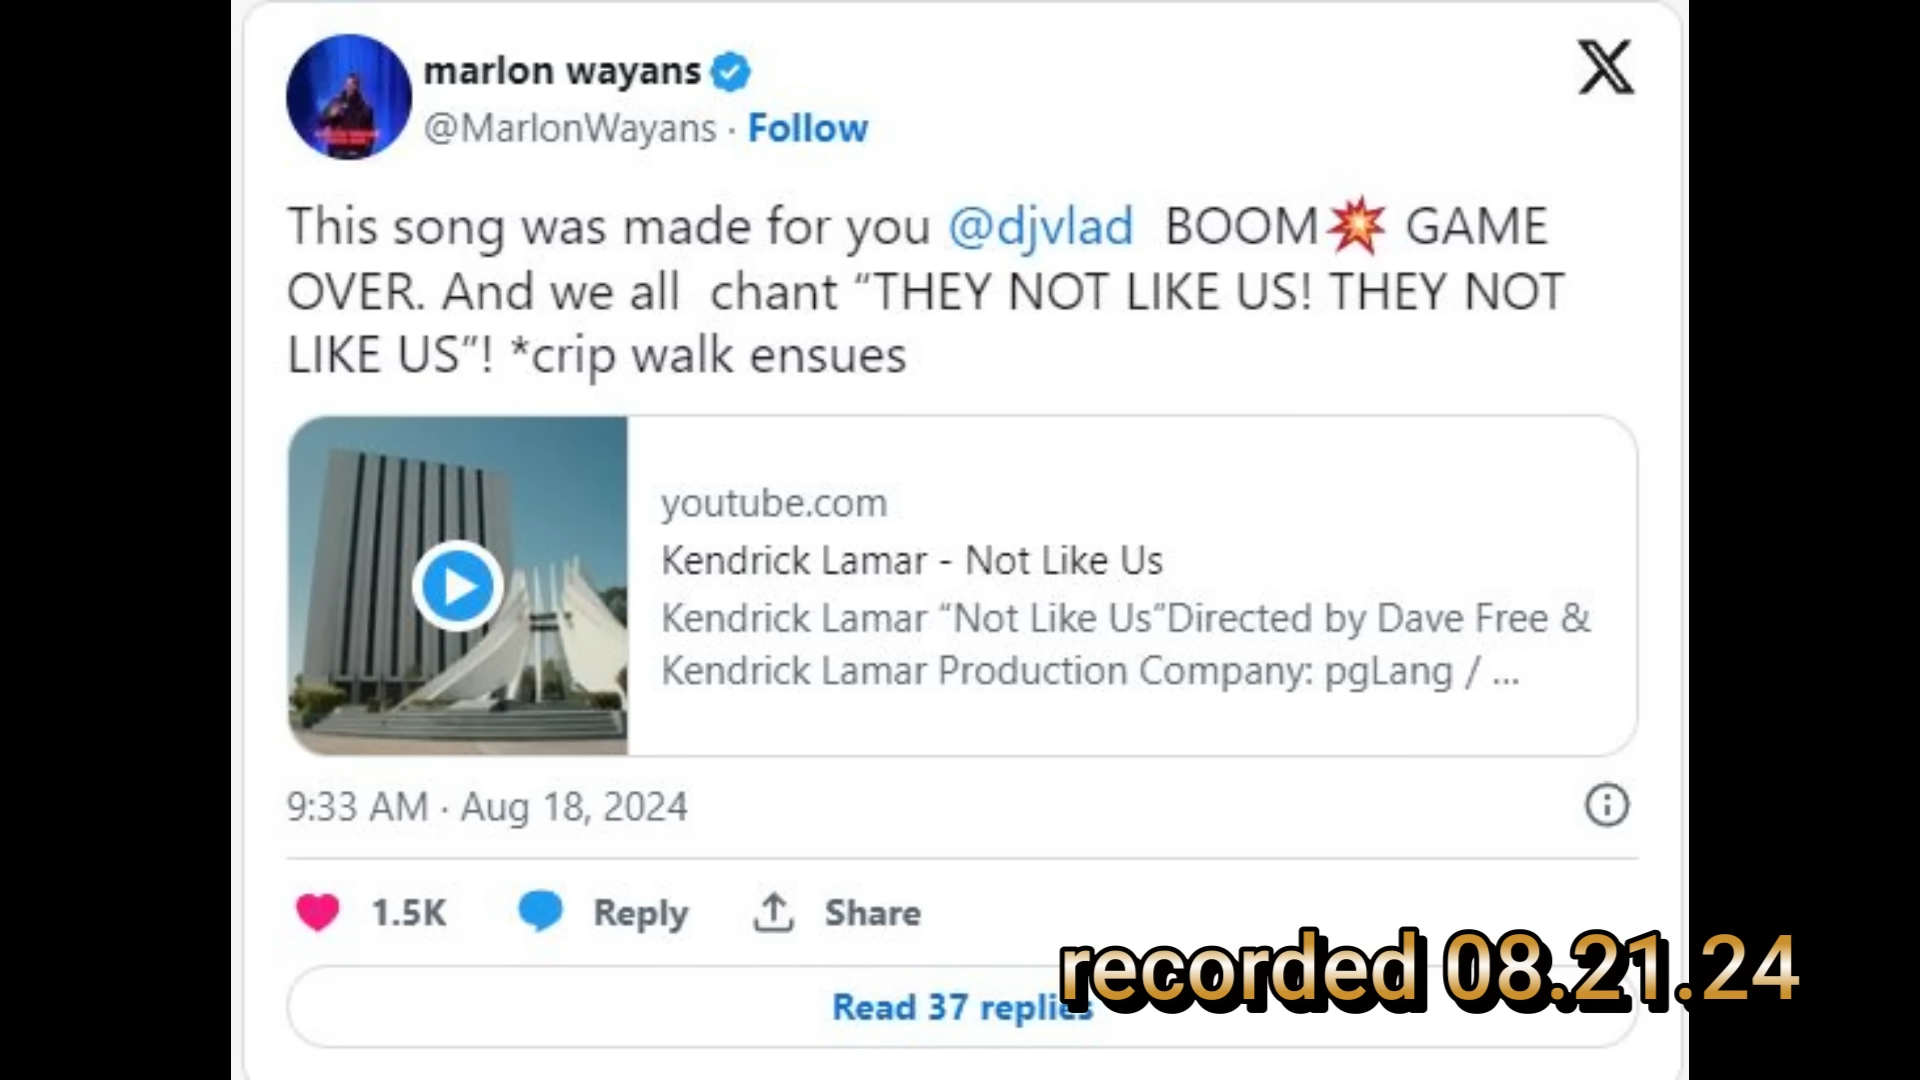 marlon wayans
@MarlonWayans · Follow
This song was made for you @djvlad BOOM💥 GAME
OVER. And we all chant “THEY NOT LIKE US! THEY NOT
LIKE US”! *crip walk ensues
youtube.com
Kendrick Lamar - Not Like Us
Kendrick Lamar “Not Like Us”Directed by Dave Free &
Kendrick Lamar Production Company: pgLang / ...
9:33 AM · Aug 18, 2024
1.5K Reply Share
recorded 08.21.24
Read 37 replies